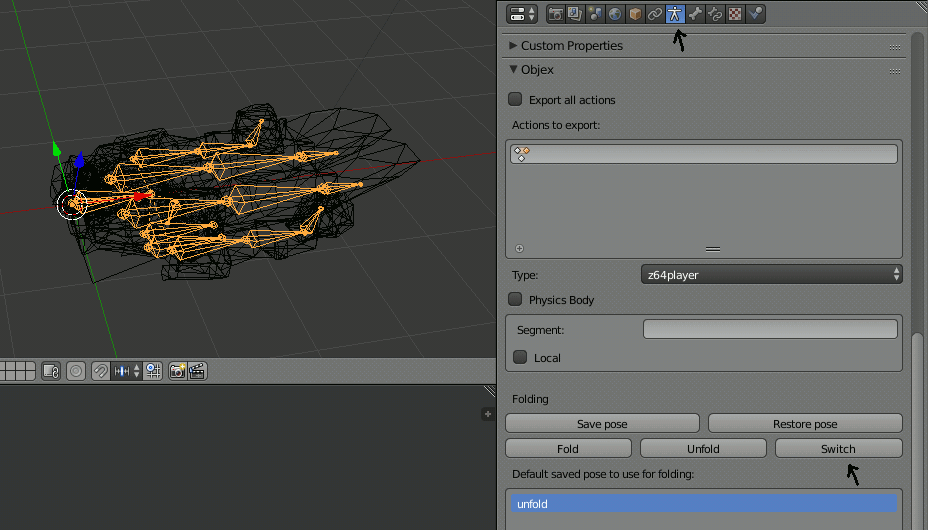 Custom Properties
Objex
Export all actions
Actions to export:
Type: z64player
Physics Body
Segment:
Local
Folding
Save pose Restore pose
Fold Unfold Switch
Default saved pose to use for folding:
unfold